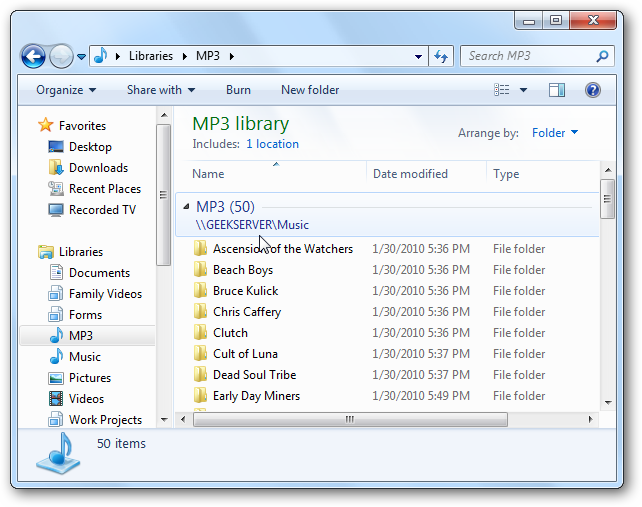 Libraries MP3 Search MP3
Organize Share with Burn New folder
Favorites
Desktop
Downloads
Recent Places
Recorded TV
Libraries
Documents
Family Videos
Forms
MP3
Music
Pictures
Videos
Work Projects
MP3 library
Includes: 1 location
Arrange by: Folder
Name Date modified Type
MP3 (50)
\\GEEKSERVER\Music
Ascension of the Watchers 1/30/2010 5:36 PM File folder
Beach Boys 1/30/2010 5:36 PM File folder
Bruce Kulick 1/30/2010 5:36 PM File folder
Chris Caffery 1/30/2010 5:36 PM File folder
Clutch 1/30/2010 5:36 PM File folder
Cult of Luna 1/30/2010 5:37 PM File folder
Dead Soul Tribe 1/30/2010 5:37 PM File folder
Early Day Miners 1/30/2010 5:49 PM File folder
50 items